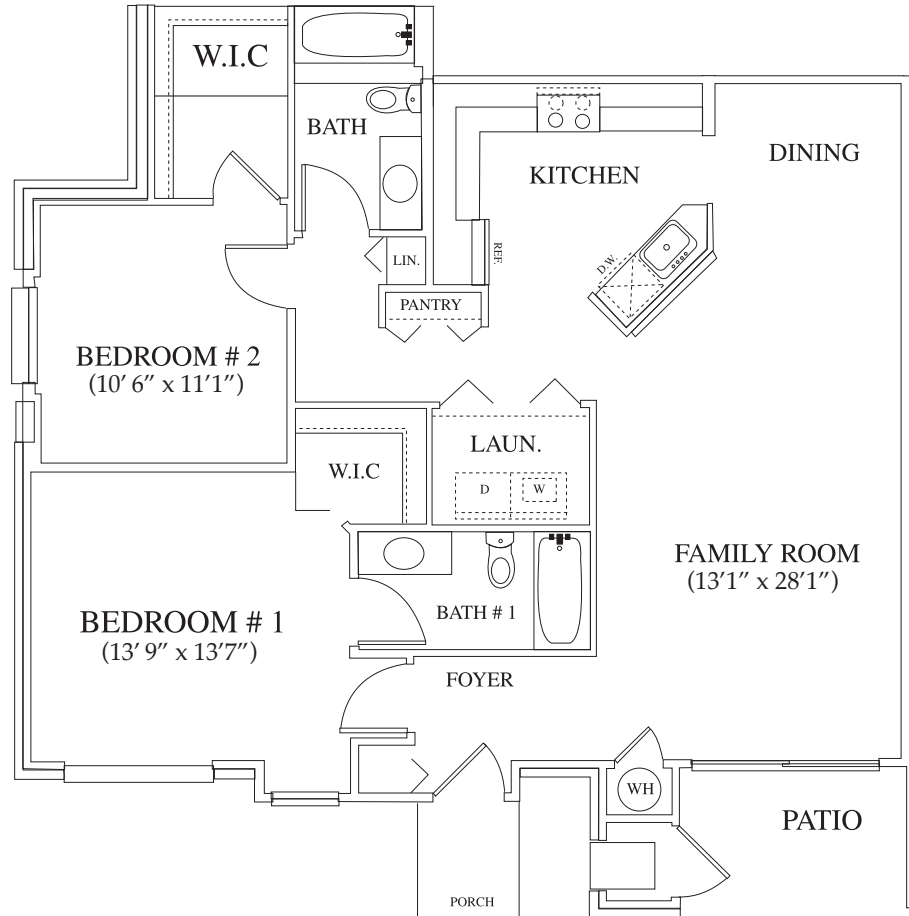 W.I.C
BATH
DINING
KITCHEN
D.W.
REF.
LIN.
PANTRY
BEDROOM # 2
(10' 6" x 11'1")
LAUN.
W.I.C
D
W
FAMILY ROOM
(13'1" x 28'1")
BATH # 1
BEDROOM # 1
(13' 9" x 13'7")
FOYER
WH
PATIO
PORCH